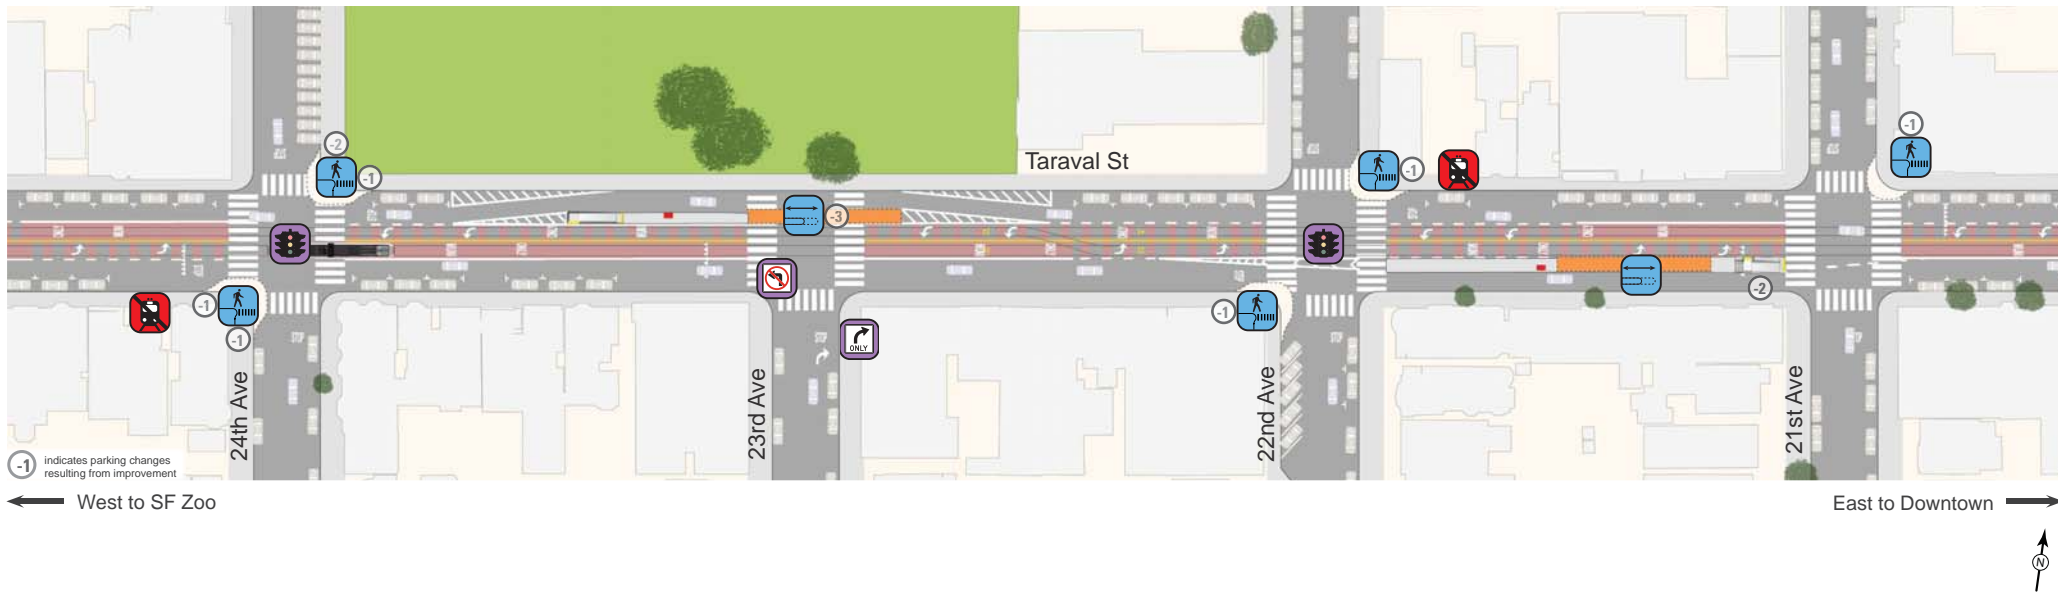 -1
-2
-1
-1
Taraval St
-1
-3
-1
-1
-1
-2
ONLY
24th Ave
23rd Ave
22nd Ave
21st Ave
-1 indicates parking changes
resulting from improvement
West to SF Zoo
East to Downtown
N